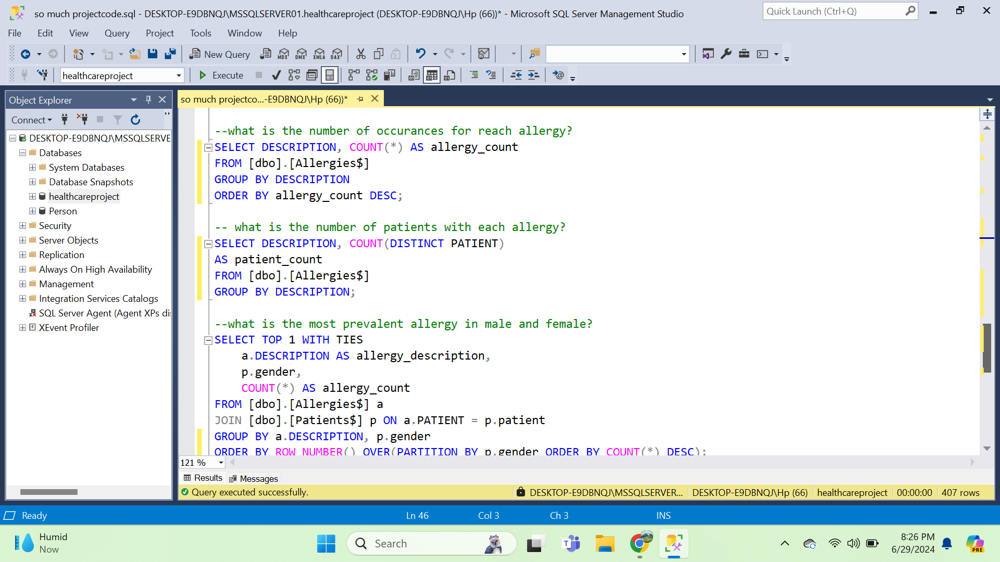 so much projectcode.sql - DESKTOP-E9DBNQJ\MSSQLSERVER01.healthcareproject (DESKTOP-E9DBNQJ\Hp (66))* - Microsoft SQL Server Management Studio
Quick Launch (Ctrl+Q)
File Edit View Query Project Tools Window Help
New Query MDX DMX XMLA DAX
healthcareproject
Execute
Object Explorer
so much projectco...-E9DBNQJ\Hp (66))*
Connect
DESKTOP-E9DBNQJ\MSSQLSERVE
Databases
System Databases
Database Snapshots
healthcareproject
Person
Security
Server Objects
Replication
Always On High Availability
Management
Integration Services Catalogs
SQL Server Agent (Agent XPs di
XEvent Profiler
--what is the number of occurances for reach allergy?
SELECT DESCRIPTION, COUNT(*) AS allergy_count
FROM [dbo].[Allergies$]
GROUP BY DESCRIPTION
ORDER BY allergy_count DESC;
-- what is the number of patients with each allergy?
SELECT DESCRIPTION, COUNT(DISTINCT PATIENT)
AS patient_count
FROM [dbo].[Allergies$]
GROUP BY DESCRIPTION;
--what is the most prevalent allergy in male and female?
SELECT TOP 1 WITH TIES
a.DESCRIPTION AS allergy_description,
p.gender,
COUNT(*) AS allergy_count
FROM [dbo].[Allergies$] a
JOIN [dbo].[Patients$] p ON a.PATIENT = p.patient
GROUP BY a.DESCRIPTION, p.gender
ORDER BY ROW_NUMBER() OVER(PARTITION BY p.gender ORDER BY COUNT(*) DESC);
121 %
Results Messages
Query executed successfully. DESKTOP-E9DBNQJ\MSSQLSERVER... DESKTOP-E9DBNQJ\Hp (66) healthcareproject 00:00:00 407 rows
Ready Ln 46 Col 3 Ch 3 INS
Humid
Now
Search
8:26 PM
6/29/2024
PRE